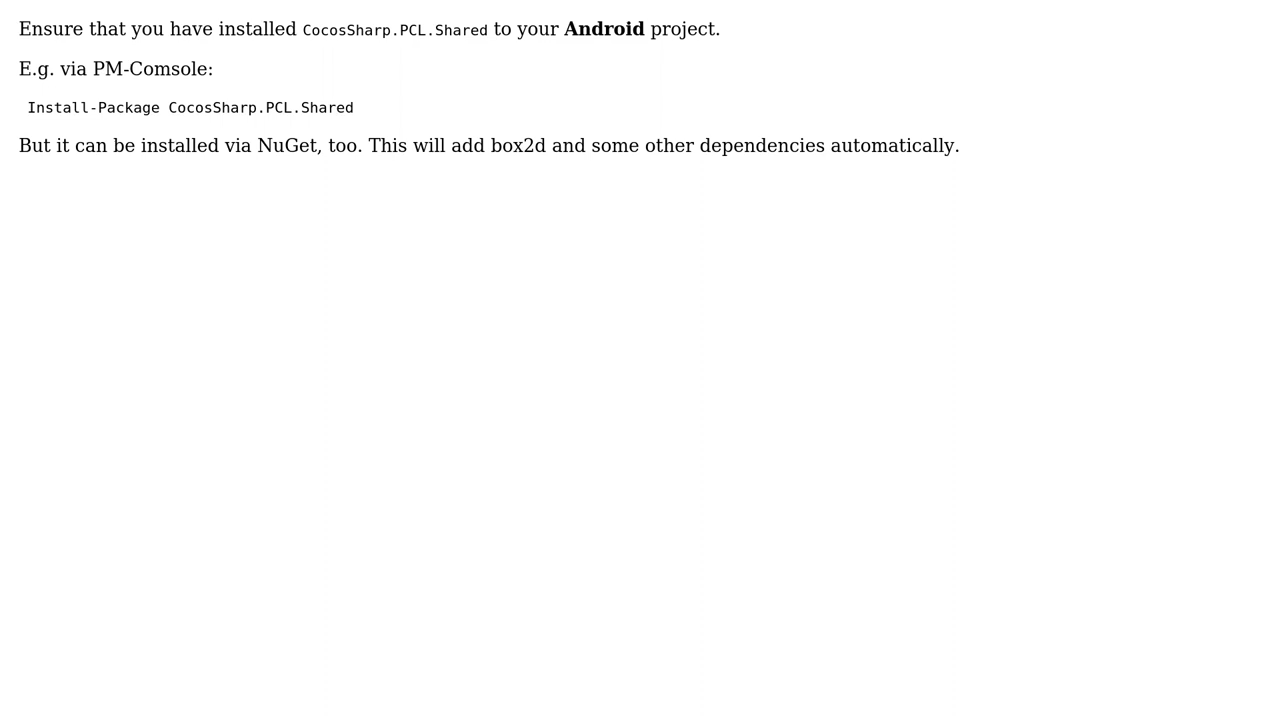 Ensure that you have installed CocosSharp.PCL.Shared to your Android project.
E.g. via PM-Comsole:
Install-Package CocosSharp.PCL.Shared
But it can be installed via NuGet, too. This will add box2d and some other dependencies automatically.